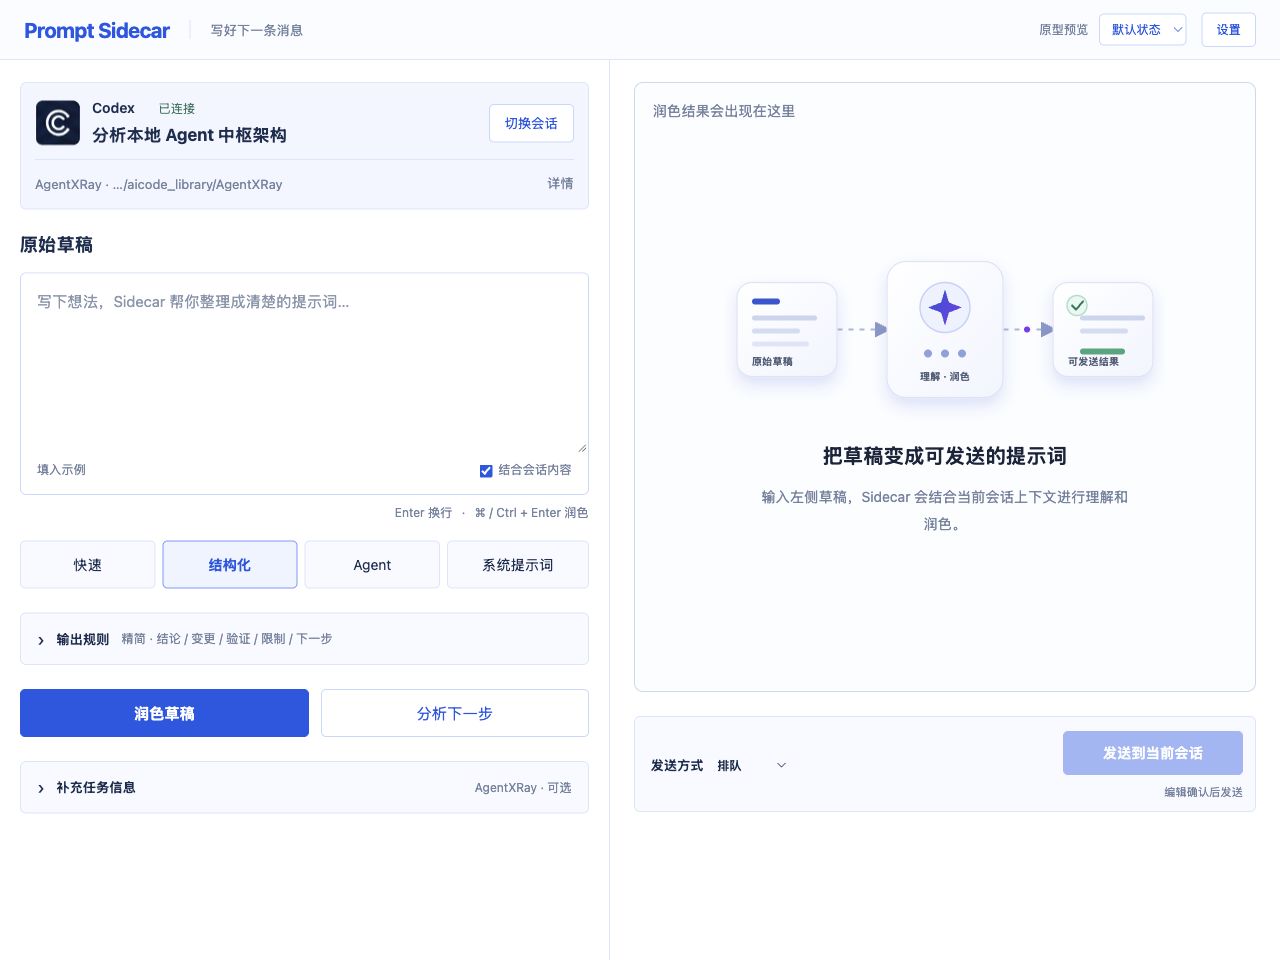 Prompt Sidecar
写好下一条消息
原型预览
默认状态
设置
Codex
已连接
分析本地 Agent 中枢架构
切换会话
AgentXRay · .../aicode_library/AgentXRay
详情
原始草稿
写下想法，Sidecar 帮你整理成清楚的提示词...
填入示例
结合会话内容
Enter 换行 · ⌘ / Ctrl + Enter 润色
快速
结构化
Agent
系统提示词
输出规则
精简 · 结论 / 变更 / 验证 / 限制 / 下一步
润色草稿
分析下一步
补充任务信息
AgentXRay · 可选
润色结果会出现在这里
原始草稿
理解 · 润色
可发送结果
把草稿变成可发送的提示词
输入左侧草稿，Sidecar 会结合当前会话上下文进行理解和
润色。
发送方式
排队
发送到当前会话
编辑确认后发送